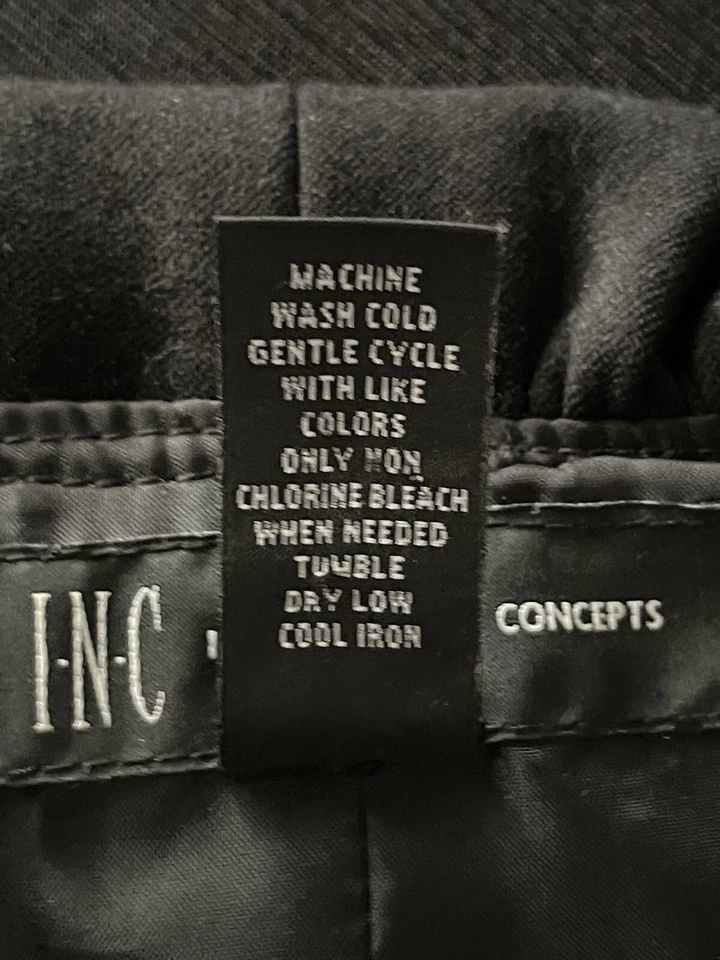 MACHINE
WASH COLD
GENTLE CYCLE
WITH LIKE
COLORS
ONLY NON
CHLORINE BLEACH
WHEN NEEDED
TUMBLE
DRY LOW
COOL IRON
I·N·C CONCEPTS